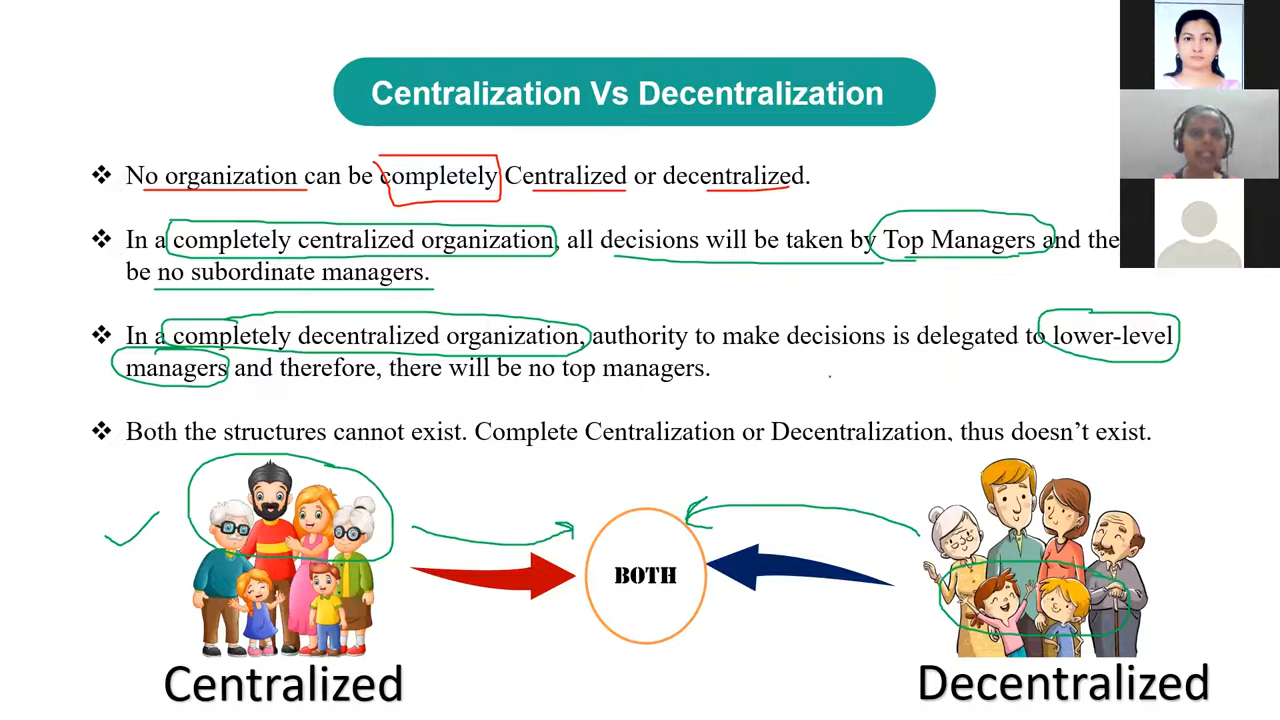 Centralization Vs Decentralization
❖ No organization can be completely Centralized or decentralized.
❖ In a completely centralized organization, all decisions will be taken by Top Managers and the
be no subordinate managers.
❖ In a completely decentralized organization, authority to make decisions is delegated to lower-level
managers and therefore, there will be no top managers.
❖ Both the structures cannot exist. Complete Centralization or Decentralization, thus doesn’t exist.
BOTH
Centralized
Decentralized